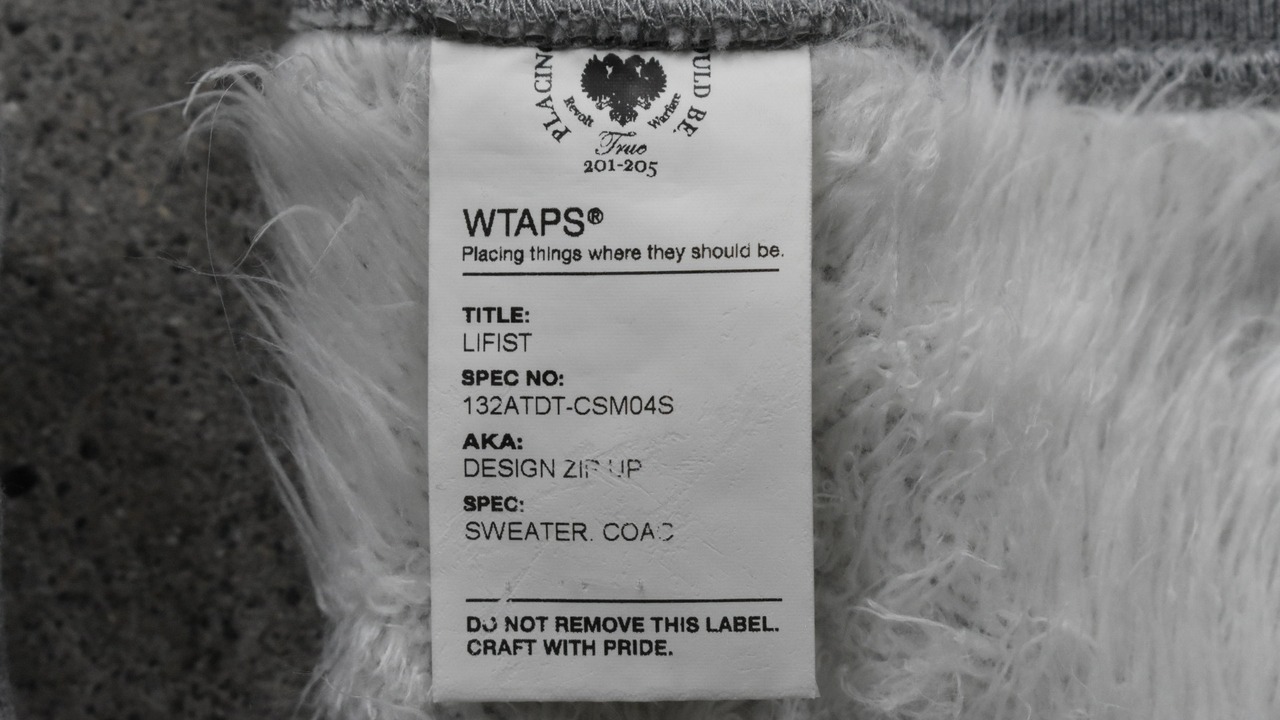 PLACING
ULD BE.
Revolt Warfare
True
201-205
WTAPS®
Placing things where they should be.
TITLE:
LIFIST
SPEC NO:
132ATDT-CSM04S
AKA:
DESIGN ZIP UP
SPEC:
SWEATER. COAC
DO NOT REMOVE THIS LABEL.
CRAFT WITH PRIDE.